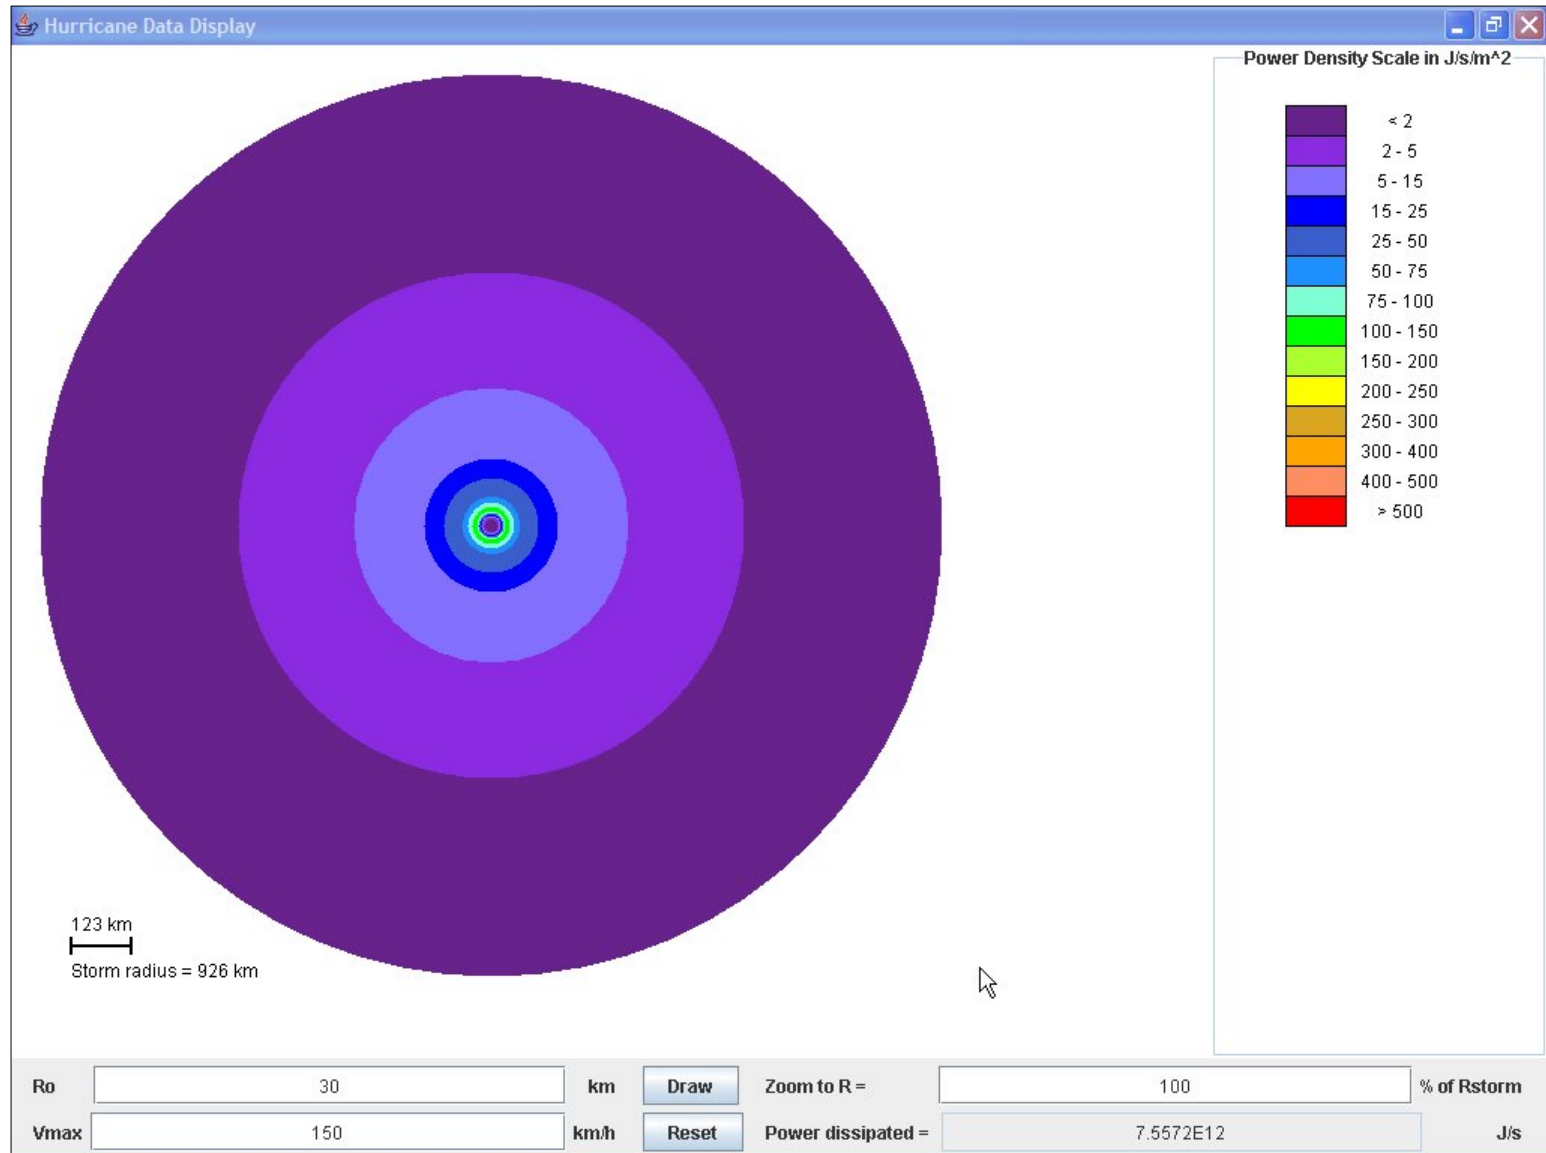 Hurricane Data Display
Power Density Scale in J/s/m^2
< 2
2 - 5
5 - 15
15 - 25
25 - 50
50 - 75
75 - 100
100 - 150
150 - 200
200 - 250
250 - 300
300 - 400
400 - 500
> 500
123 km
Storm radius = 926 km
Ro 30 km Draw Zoom to R = 100 % of Rstorm
Vmax 150 km/h Reset Power dissipated = 7.5572E12 J/s